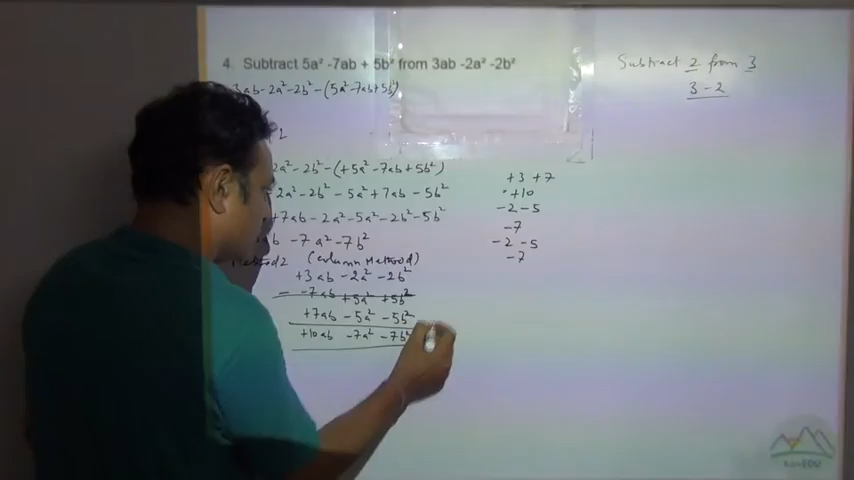 4. Subtract 5a² -7ab + 5b² from 3ab -2a² -2b²
3ab-2a²-2b²-(5a²-7ab+5b²)
2a²-2b²-(+5a²-7ab+5b²)
-2a²-2b²-5a²+7ab-5b²
+7ab-2a²-5a²-2b²-5b²
ab -7a²-7b²
Method2 (Column Method)
+3ab -2a² -2b²
- -7ab +5a² +5b²
+7ab -5a² -5b²
+10ab -7a² -7b²
+3 +7
+10
-2 -5
-7
-2 -5
-7
Subtract 2 from 3
3-2